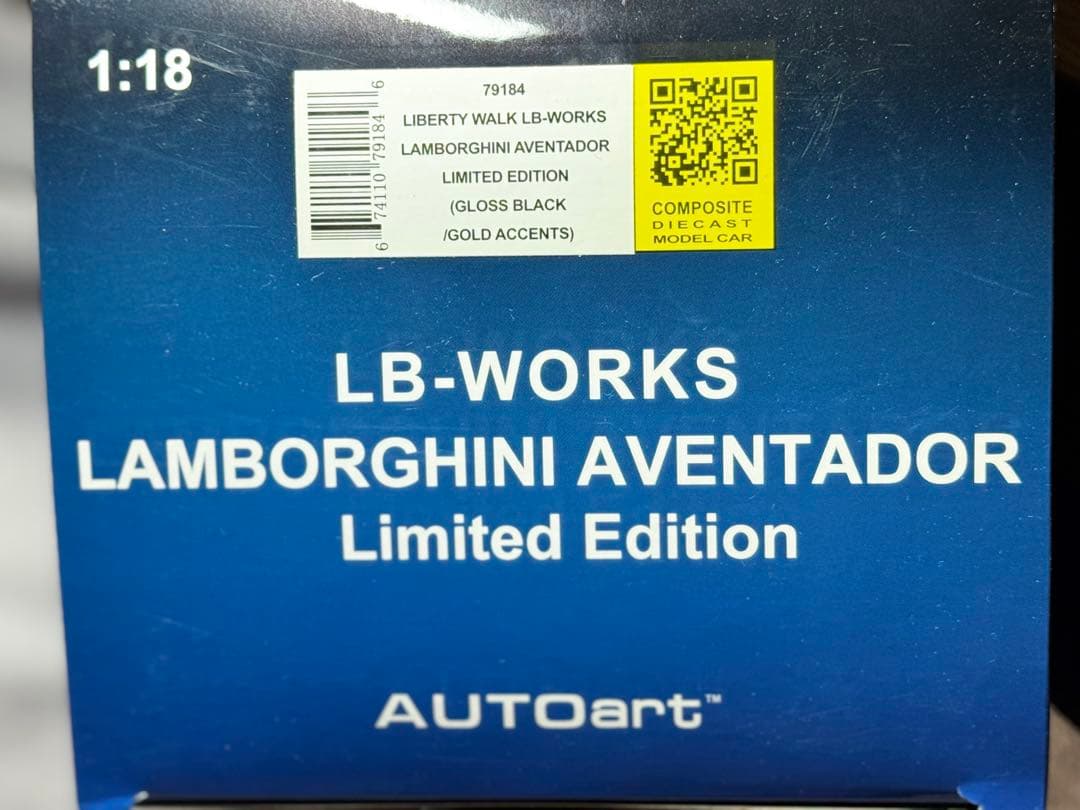 1:18
6 74110 79184 6
79184
LIBERTY WALK LB-WORKS
LAMBORGHINI AVENTADOR
LIMITED EDITION
(GLOSS BLACK
/GOLD ACCENTS)
COMPOSITE
DIECAST
MODEL CAR
LB-WORKS
LAMBORGHINI AVENTADOR
Limited Edition
AUTOart™